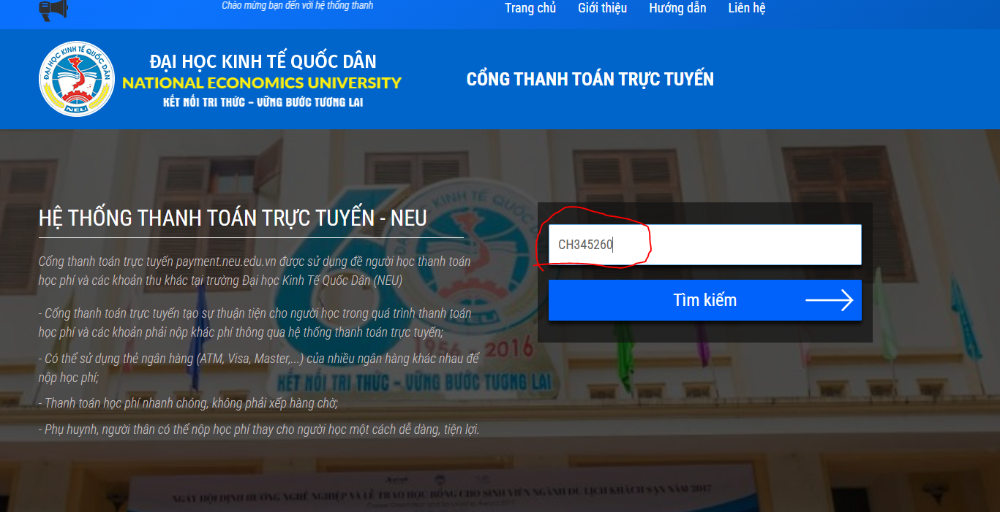 Chào mừng bạn đến với hệ thống thanh
Trang chủ Giới thiệu Hướng dẫn Liên hệ
ĐẠI HỌC KINH TẾ QUỐC DÂN
NEU
ĐẠI HỌC KINH TẾ QUỐC DÂN
NATIONAL ECONOMICS UNIVERSITY
KẾT NỐI TRI THỨC – VỮNG BƯỚC TƯƠNG LAI
CỔNG THANH TOÁN TRỰC TUYẾN
HỆ THỐNG THANH TOÁN TRỰC TUYẾN - NEU
Cổng thanh toán trực tuyến payment.neu.edu.vn được sử dụng đề người học thanh toán
học phí và các khoản thu khác tại trường Đại học Kinh Tế Quốc Dân (NEU)
- Cổng thanh toán trực tuyến tạo sự thuận tiện cho người học trong quá trình thanh toán
học phí và các khoản phải nộp khác phí thông qua hệ thống thanh toán trực tuyến;
- Có thể sử dụng thẻ ngân hàng (ATM, Visa, Master,...) của nhiều ngân hàng khác nhau để
nộp học phí;
- Thanh toán học phí nhanh chóng, không phải xếp hàng chờ;
- Phụ huynh, người thân có thể nộp học phí thay cho người học một cách dễ dàng, tiện lợi.
CH345260
Tìm kiếm
KINH TẾ QUỐC
NEU
1956 - 2016
KẾT NỐI TRI THỨC – VỮNG BƯỚC TƯƠNG LAI
NGÀY HỘI ĐỊNH HƯỚNG NGHỀ NGHIỆP VÀ LỄ TRAO HỌC BỔNG CHO SINH VIÊN NGÀNH DU LỊCH KHÁCH SẠN NĂM 2017